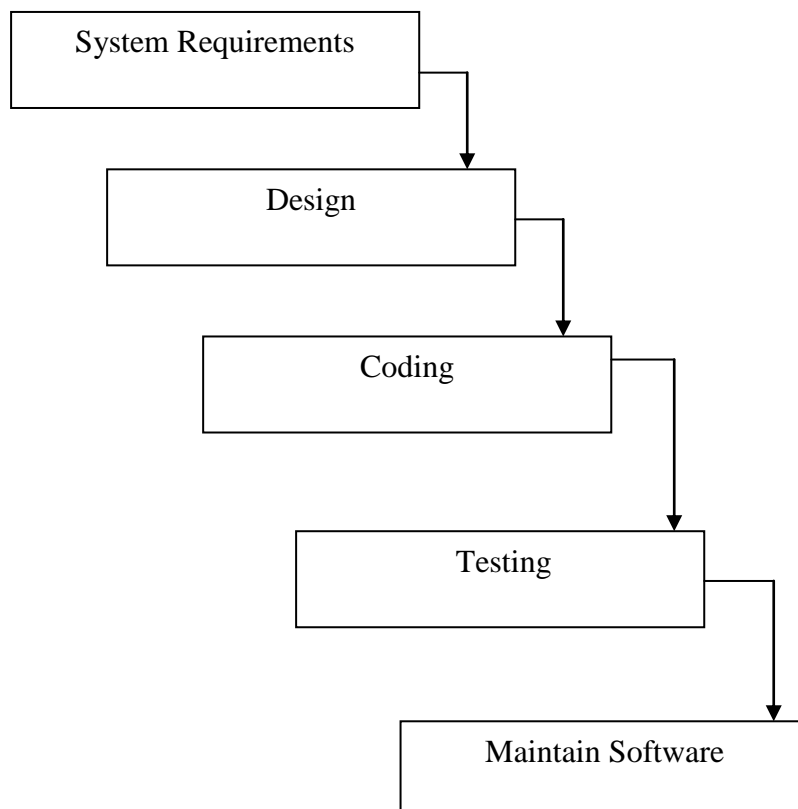 System Requirements
Design
Coding
Testing
Maintain Software